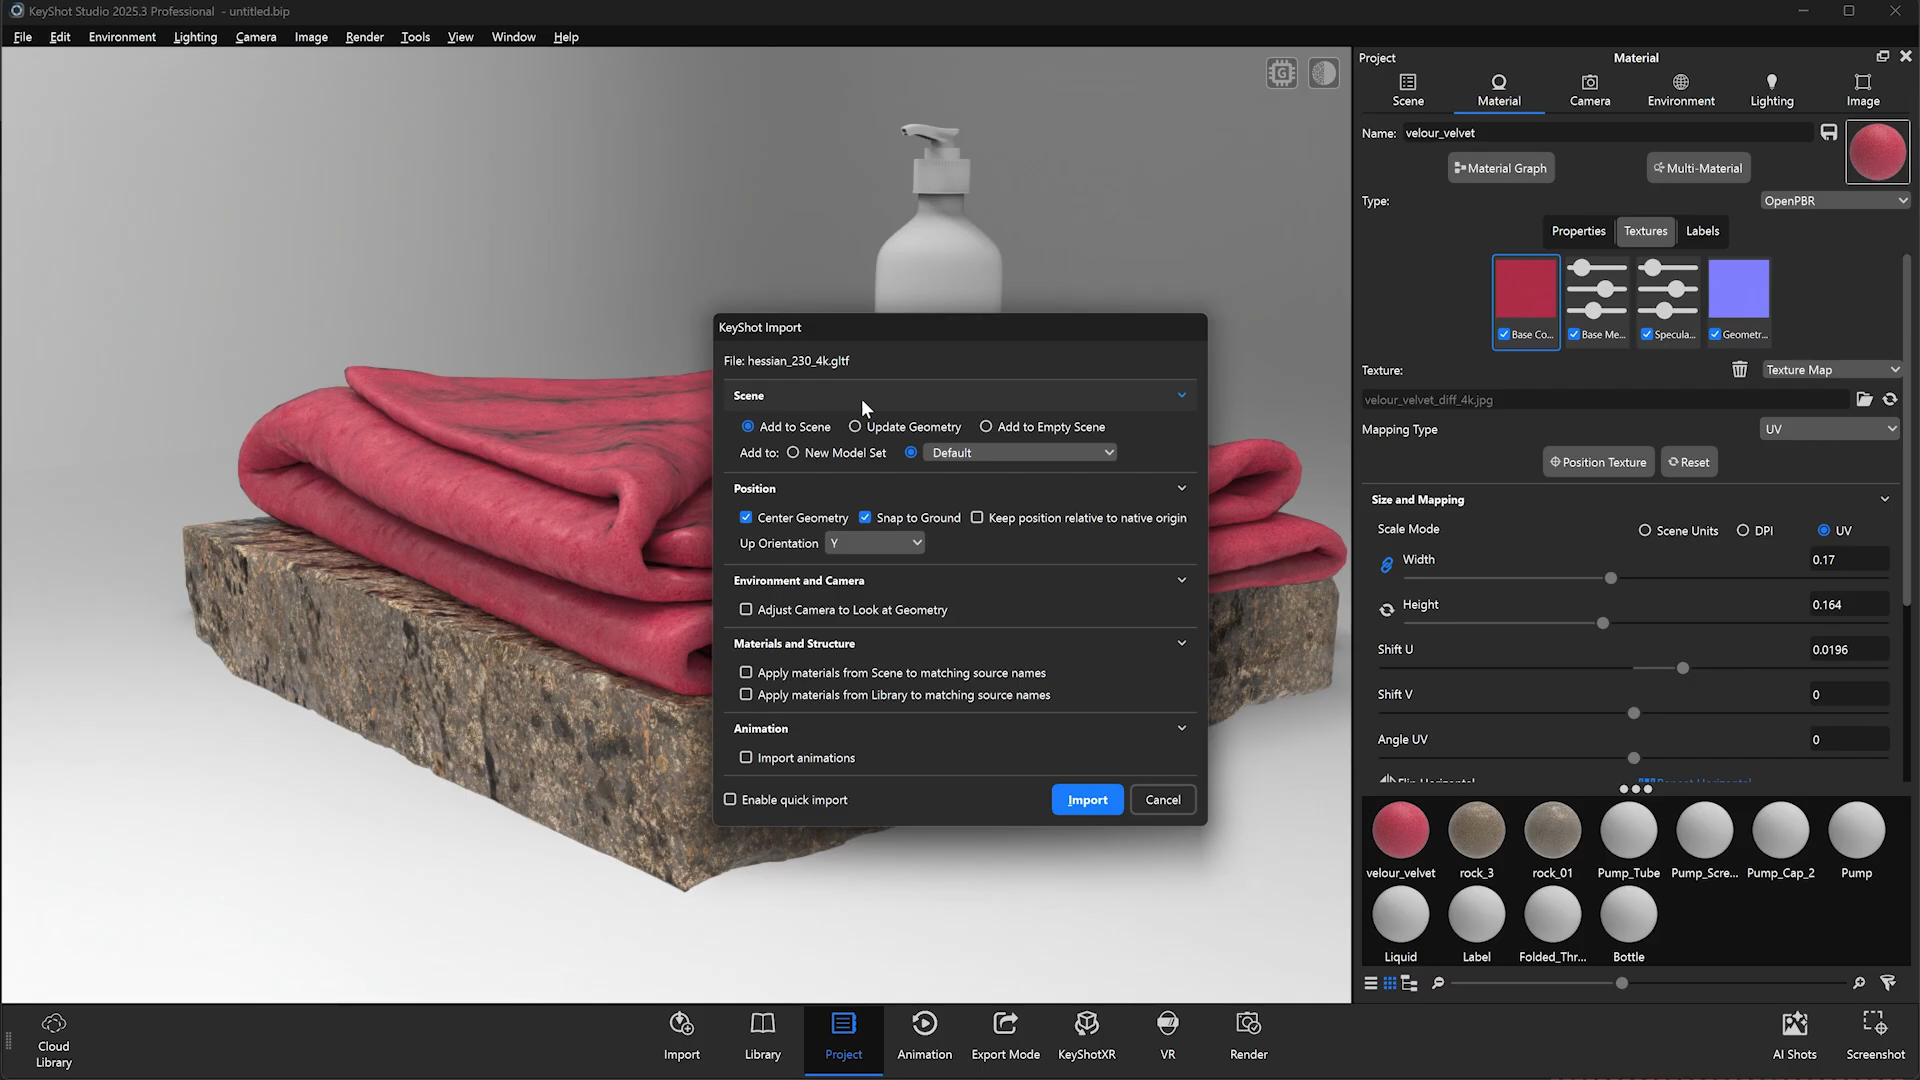 KeyShot Studio 2025.3 Professional - untitled.bip
File Edit Environment Lighting Camera Image Render Tools View Window Help
Project Material
Scene Material Camera Environment Lighting Image
Name: velour_velvet
Material Graph Multi-Material
Type: OpenPBR
Properties Textures Labels
Base Co... Base Me... Specula... Geometr...
Texture: Texture Map
velour_velvet_diff_4k.jpg
Mapping Type UV
Position Texture Reset
Size and Mapping
Scale Mode Scene Units DPI UV
Width 0.17
Height 0.164
Shift U 0.0196
Shift V 0
Angle UV 0
Flip Horizontal Repeat Horizontal
velour_velvet rock_3 rock_01 Pump_Tube Pump_Scre... Pump_Cap_2 Pump
Liquid Label Folded_Thr... Bottle
KeyShot Import
File: hessian_230_4k.gltf
Scene
Add to Scene Update Geometry Add to Empty Scene
Add to: New Model Set Default
Position
Center Geometry Snap to Ground Keep position relative to native origin
Up Orientation Y
Environment and Camera
Adjust Camera to Look at Geometry
Materials and Structure
Apply materials from Scene to matching source names
Apply materials from Library to matching source names
Animation
Import animations
Enable quick import Import Cancel
Cloud
Library
Import Library Project Animation Export Mode KeyShotXR VR Render AI Shots Screenshot